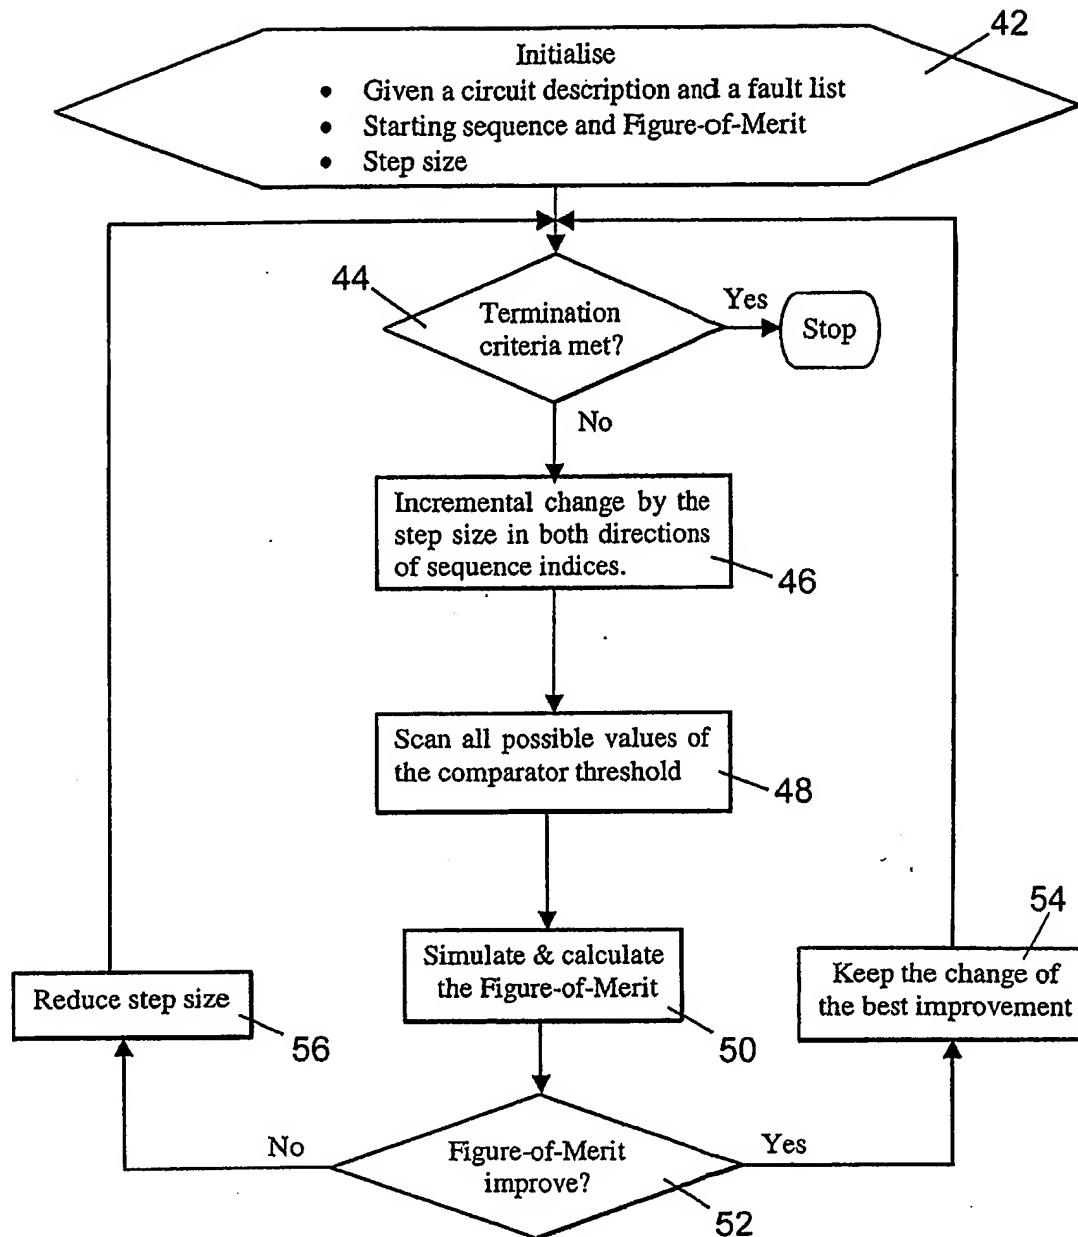 42
Initialise
• Given a circuit description and a fault list
• Starting sequence and Figure-of-Merit
• Step size
44
Termination
criteria met?
Yes
Stop
No
Incremental change by the
step size in both directions
of sequence indices.
46
Scan all possible values of
the comparator threshold
48
Simulate & calculate
the Figure-of-Merit
50
54
Keep the change of
the best improvement
Reduce step size
56
No
Figure-of-Merit
improve?
Yes
52